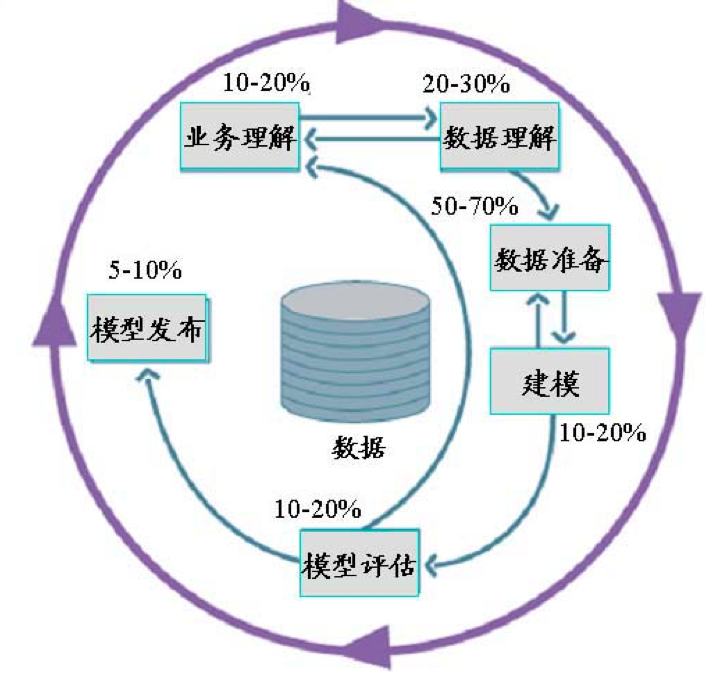 10-20%
业务理解
20-30%
数据理解
50-70%
数据准备
建模
10-20%
10-20%
模型评估
5-10%
模型发布
数据